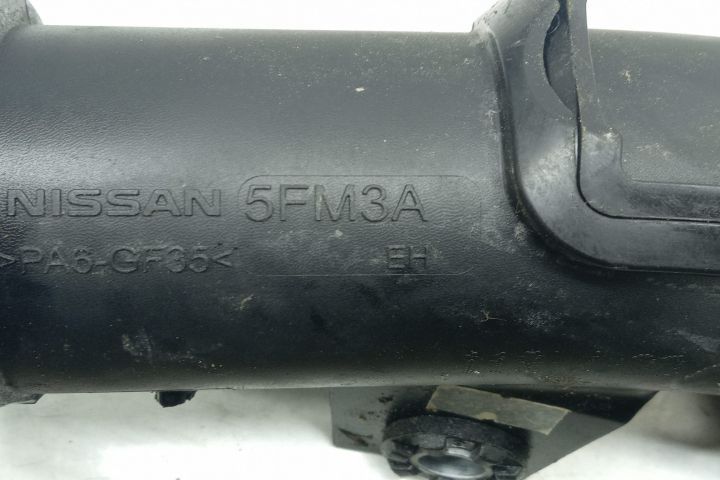 NISSAN 5FM3A
>PA6-GF35< EH